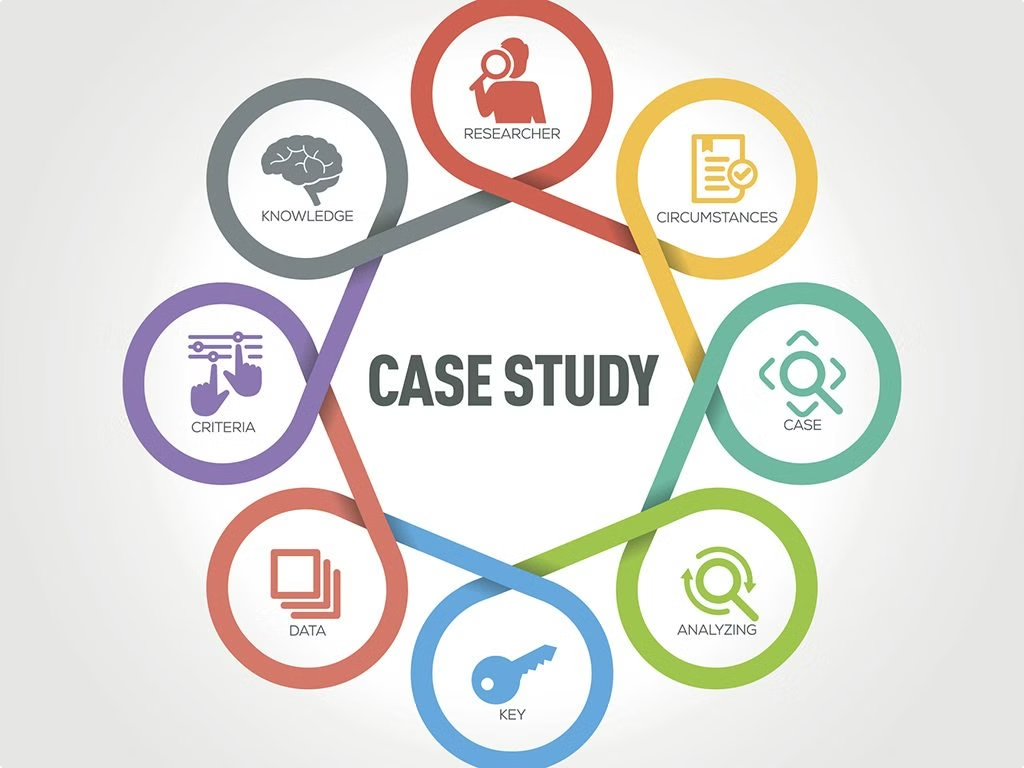 RESEARCHER
KNOWLEDGE
CIRCUMSTANCES
CASE STUDY
CRITERIA
CASE
DATA
ANALYZING
KEY